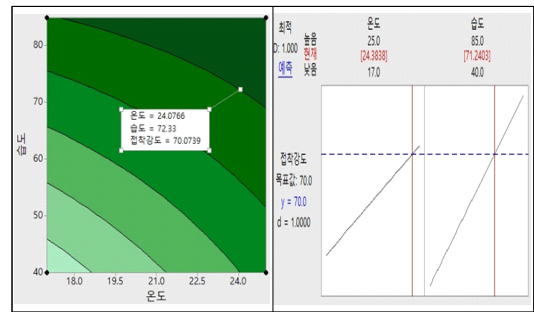 80
70
60
50
40
습도
18.0
19.5
21.0
22.5
24.0
온도
온도 = 24.0766
습도 = 72.33
접착강도 = 70.0739
최적
D: 1.000
예측
높음
현재
낮음
온도
25.0
[24.3838]
17.0
습도
85.0
[71.2403]
40.0
접착강도
목표값: 70.0
y = 70.0
d = 1.0000